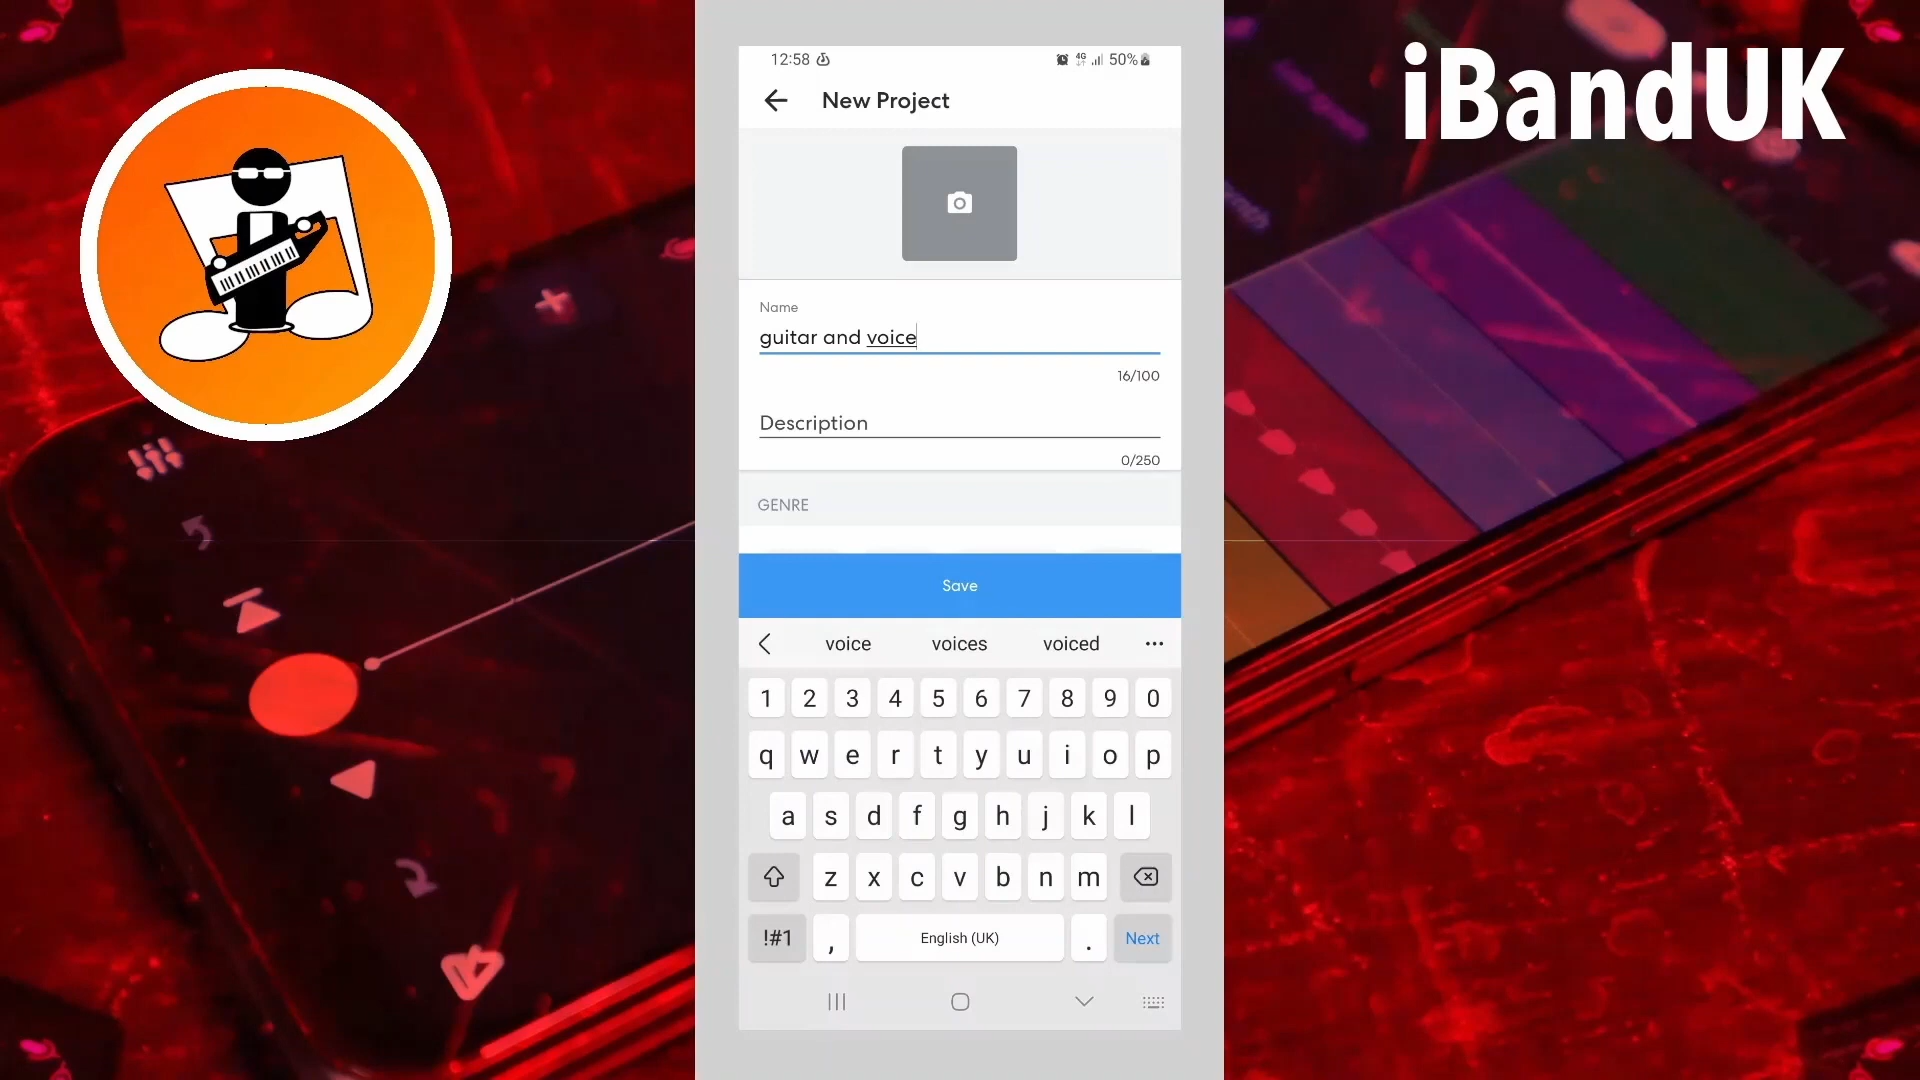 iBandUK
12:58 4G 50%
New Project
Name
guitar and voice
16/100
Description
0/250
GENRE
Save
voice voices voiced ...
1 2 3 4 5 6 7 8 9 0
q w e r t y u i o p
a s d f g h j k l
z x c v b n m
!#1 , English (UK) . Next